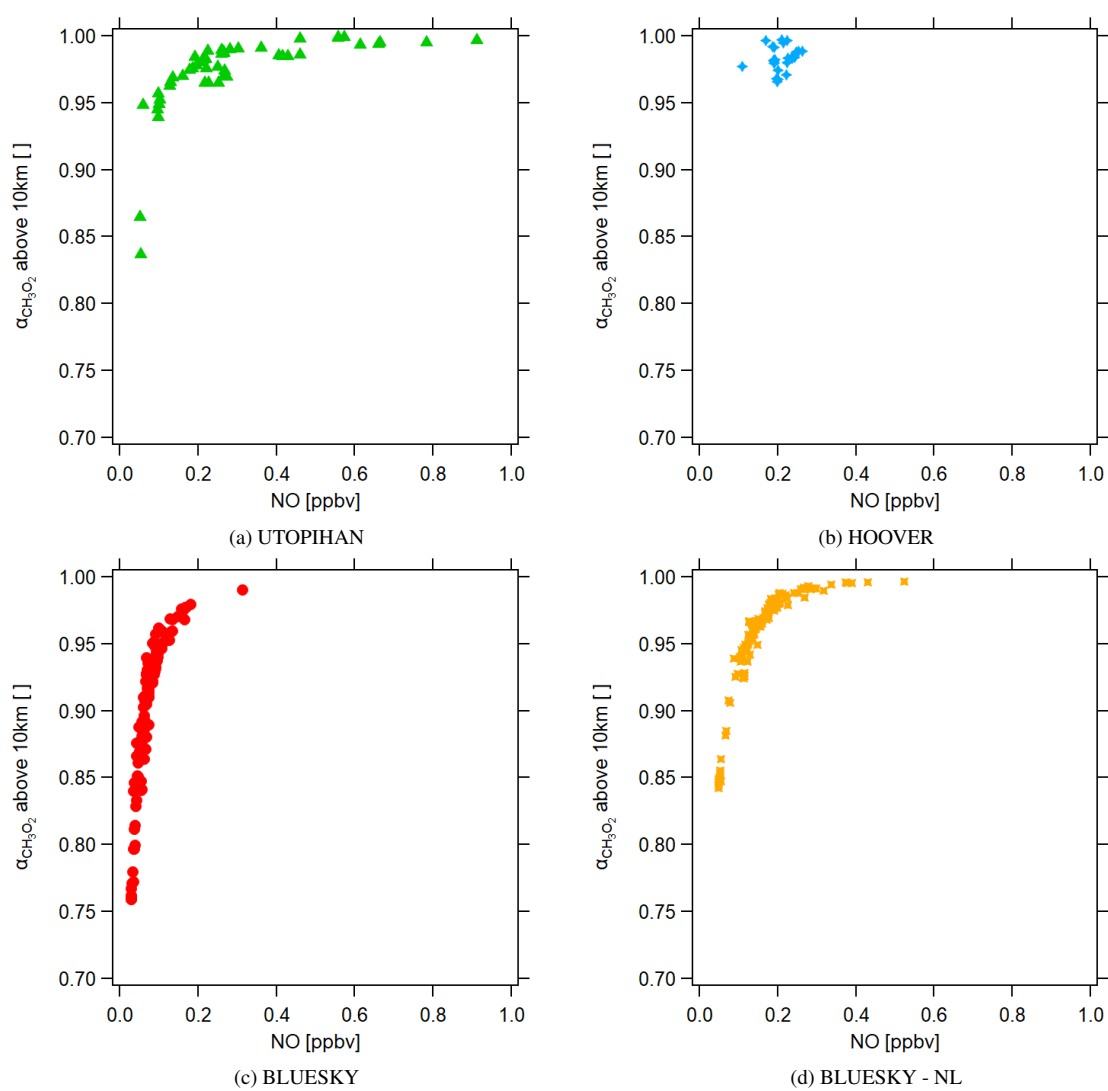 1.00
0.95
0.90
0.85
0.80
0.75
0.70
α_CH₃O₂ above 10km [ ]
0.0 0.2 0.4 0.6 0.8 1.0
NO [ppbv]
(a) UTOPIHAN
1.00
0.95
0.90
0.85
0.80
0.75
0.70
α_CH₃O₂ above 10km [ ]
0.0 0.2 0.4 0.6 0.8 1.0
NO [ppbv]
(b) HOOVER
1.00
0.95
0.90
0.85
0.80
0.75
0.70
α_CH₃O₂ above 10km [ ]
0.0 0.2 0.4 0.6 0.8 1.0
NO [ppbv]
(c) BLUESKY
1.00
0.95
0.90
0.85
0.80
0.75
0.70
α_CH₃O₂ above 10km [ ]
0.0 0.2 0.4 0.6 0.8 1.0
NO [ppbv]
(d) BLUESKY - NL